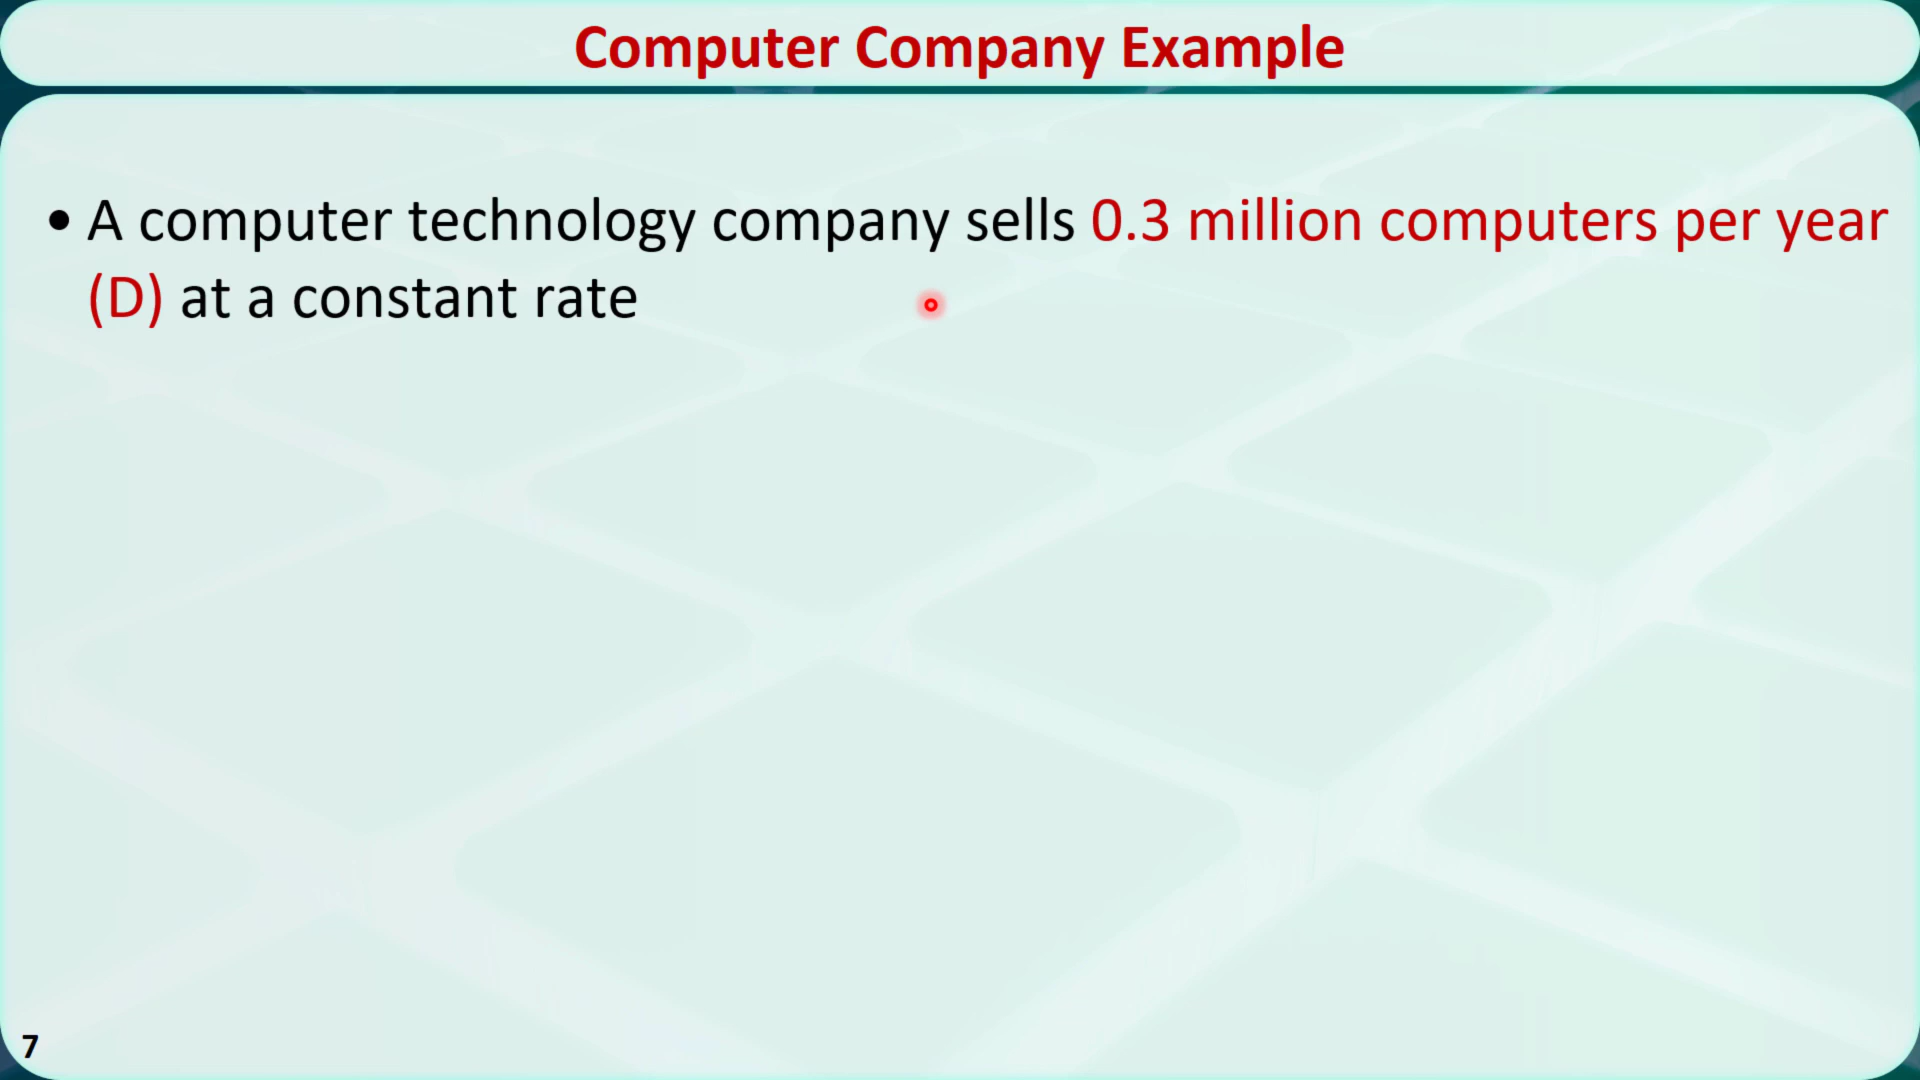 Computer Company Example
• A computer technology company sells 0.3 million computers per year
(D) at a constant rate
7